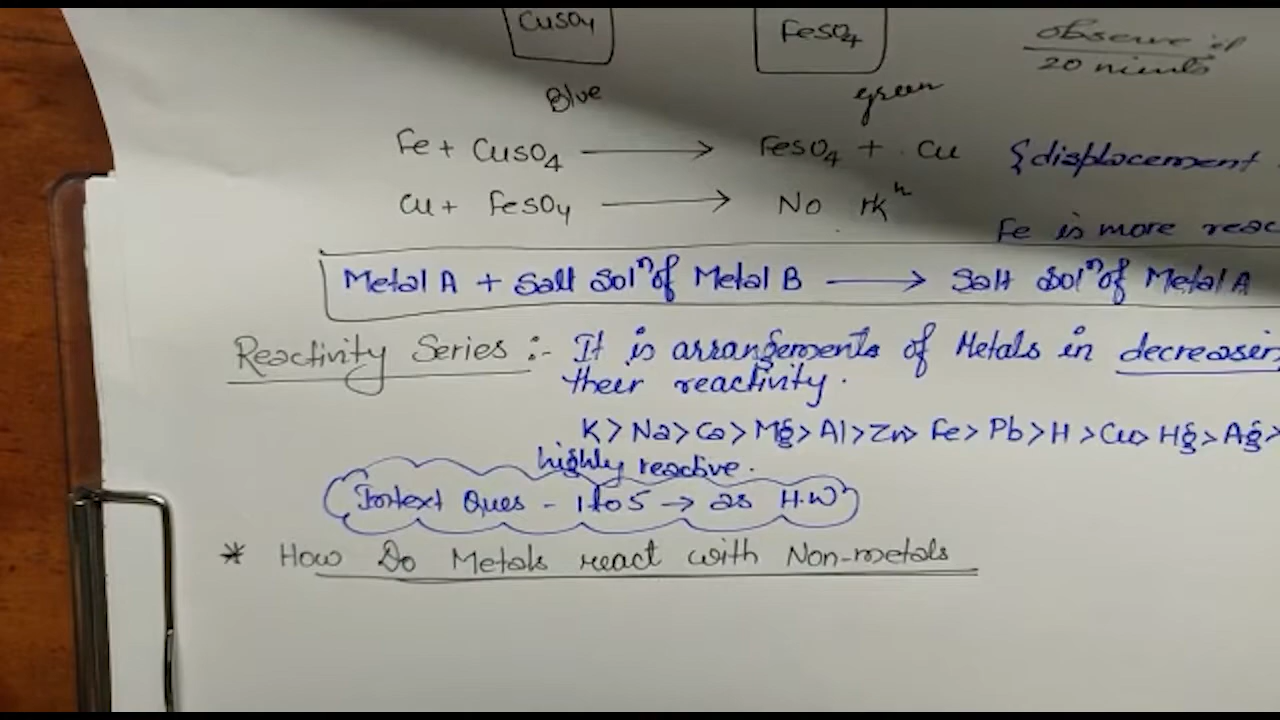 CuSO4 FeSO4 observe it
20 minuts
Blue green
Fe + CuSO4 → FeSO4 + Cu {displacement
Cu + FeSO4 → No rxn
Fe is more reac
Metal A + Salt Soln of Metal B → Salt Soln of Metal A
Reactivity Series :- It is arrangements of Metals in decreasin
their reactivity.
K > Na > Ca > Mg > Al > Zn > Fe > Pb > H > Cu > Hg > Ag >
highly reactive.
Intext Ques - 1 to 5 → as H.W
* How Do Metals react with Non-metals